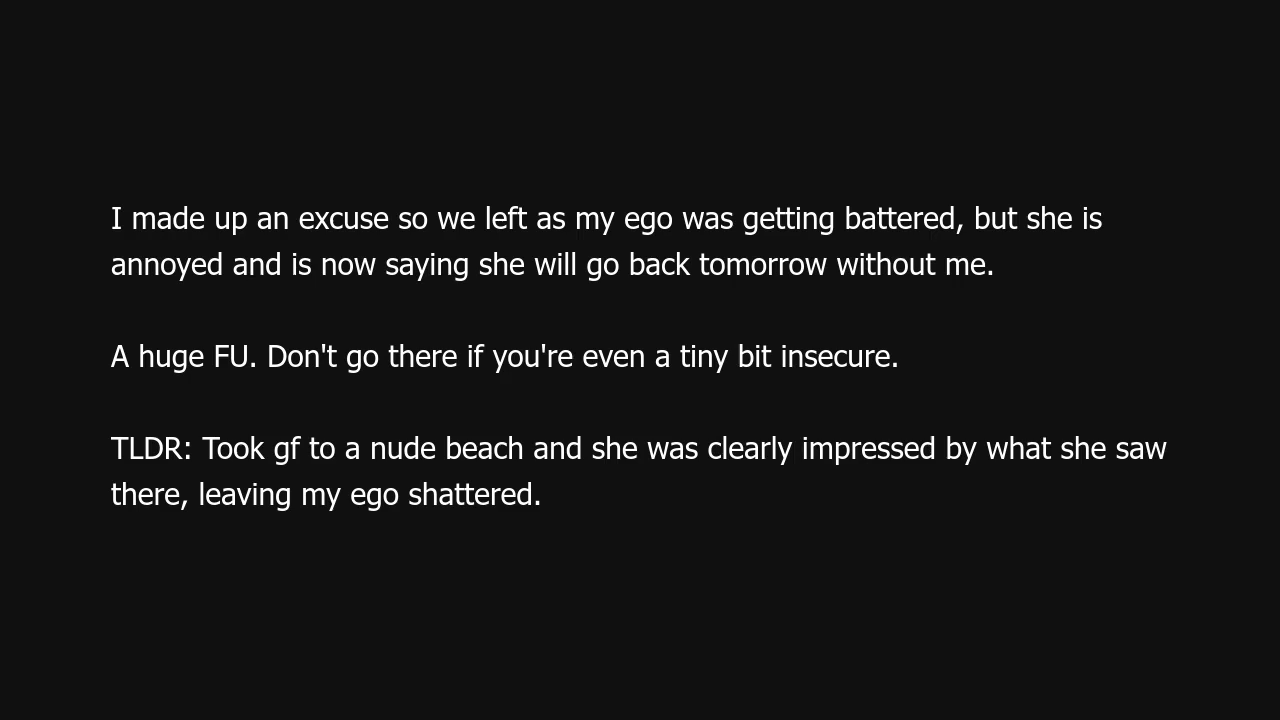 I made up an excuse so we left as my ego was getting battered, but she is
annoyed and is now saying she will go back tomorrow without me.
A huge FU. Don't go there if you're even a tiny bit insecure.
TLDR: Took gf to a nude beach and she was clearly impressed by what she saw
there, leaving my ego shattered.